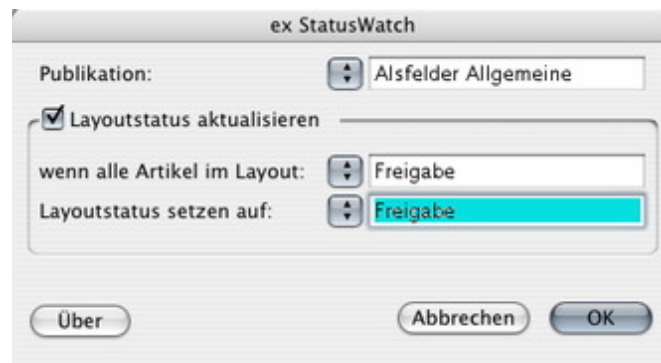 ex StatusWatch
Publikation: Alsfelder Allgemeine
Layoutstatus aktualisieren
wenn alle Artikel im Layout: Freigabe
Layoutstatus setzen auf: Freigabe
Über Abbrechen OK